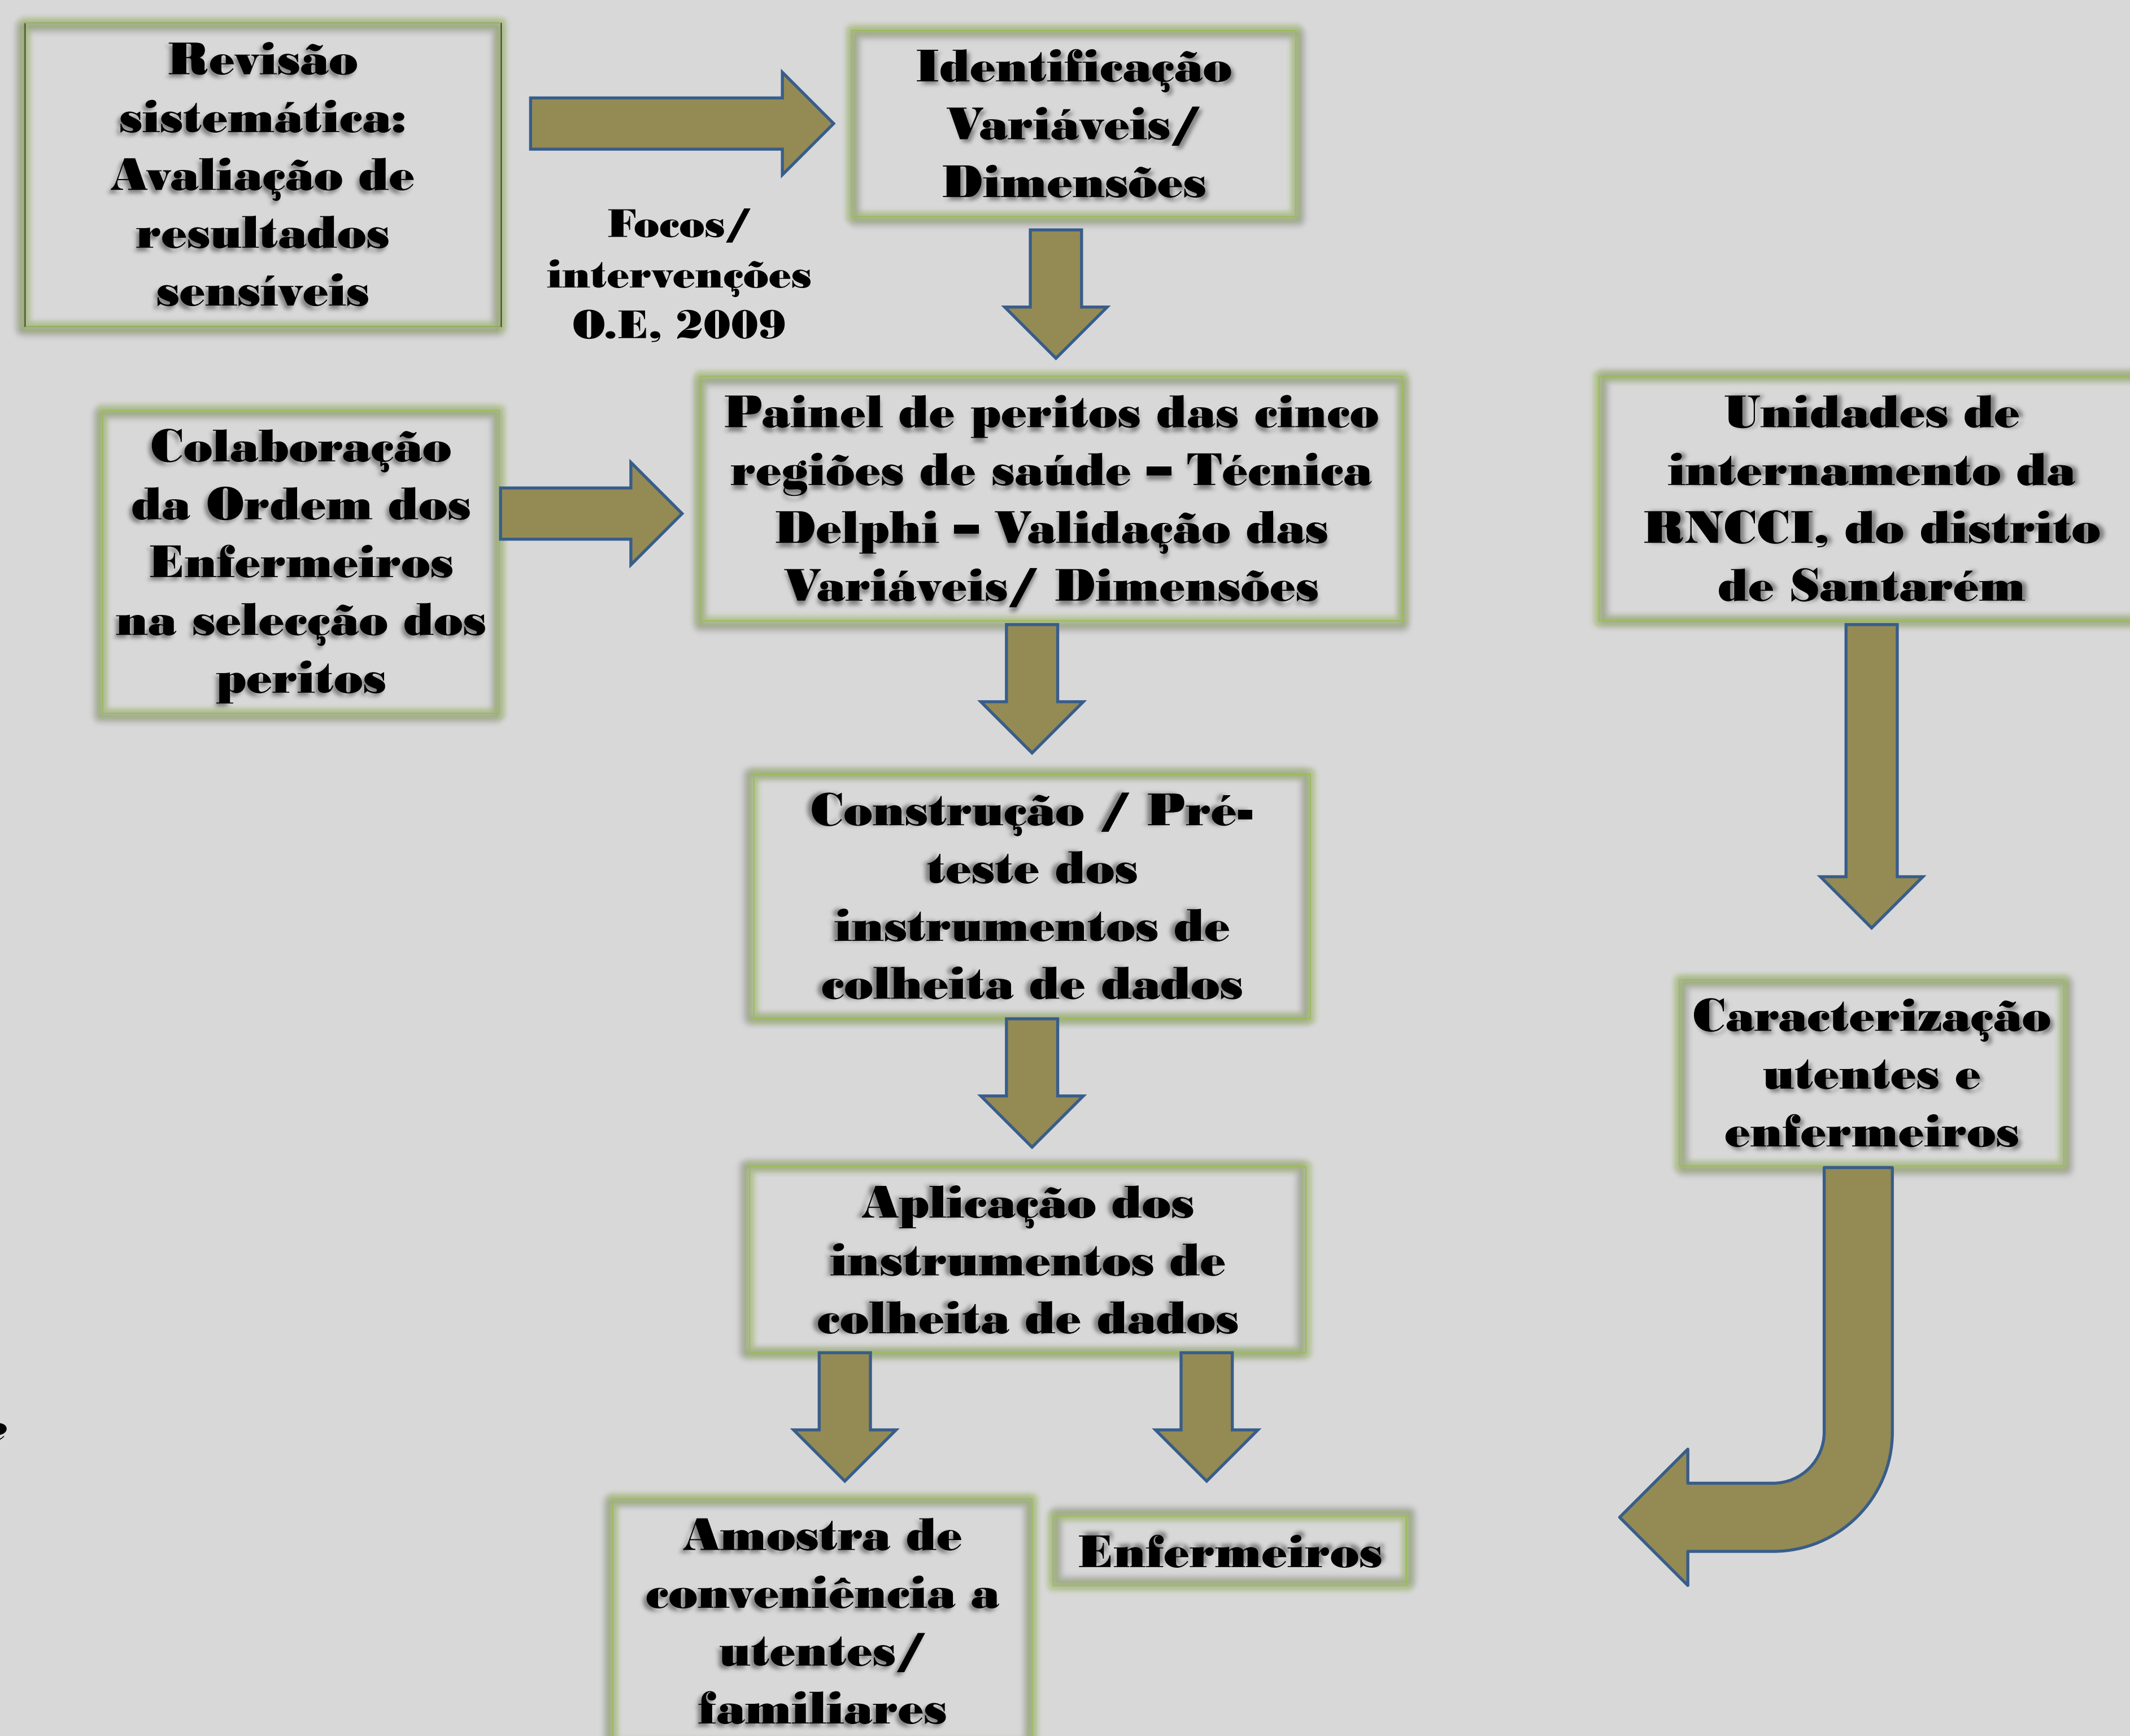 Revisão
sistemática:
Avaliação de
resultados
sensíveis
Identificação
Variáveis/
Dimensões
Focos/
intervenções
O.E, 2009
Colaboração
da Ordem dos
Enfermeiros
na selecção dos
peritos
Painel de peritos das cinco
regiões de saúde – Técnica
Delphi – Validação das
Variáveis/ Dimensões
Unidades de
internamento da
RNCCI, do distrito
de Santarém
Construção / Pré-
teste dos
instrumentos de
colheita de dados
Caracterização
utentes e
enfermeiros
Aplicação dos
instrumentos de
colheita de dados
Amostra de
conveniência a
utentes/
familiares
Enfermeiros